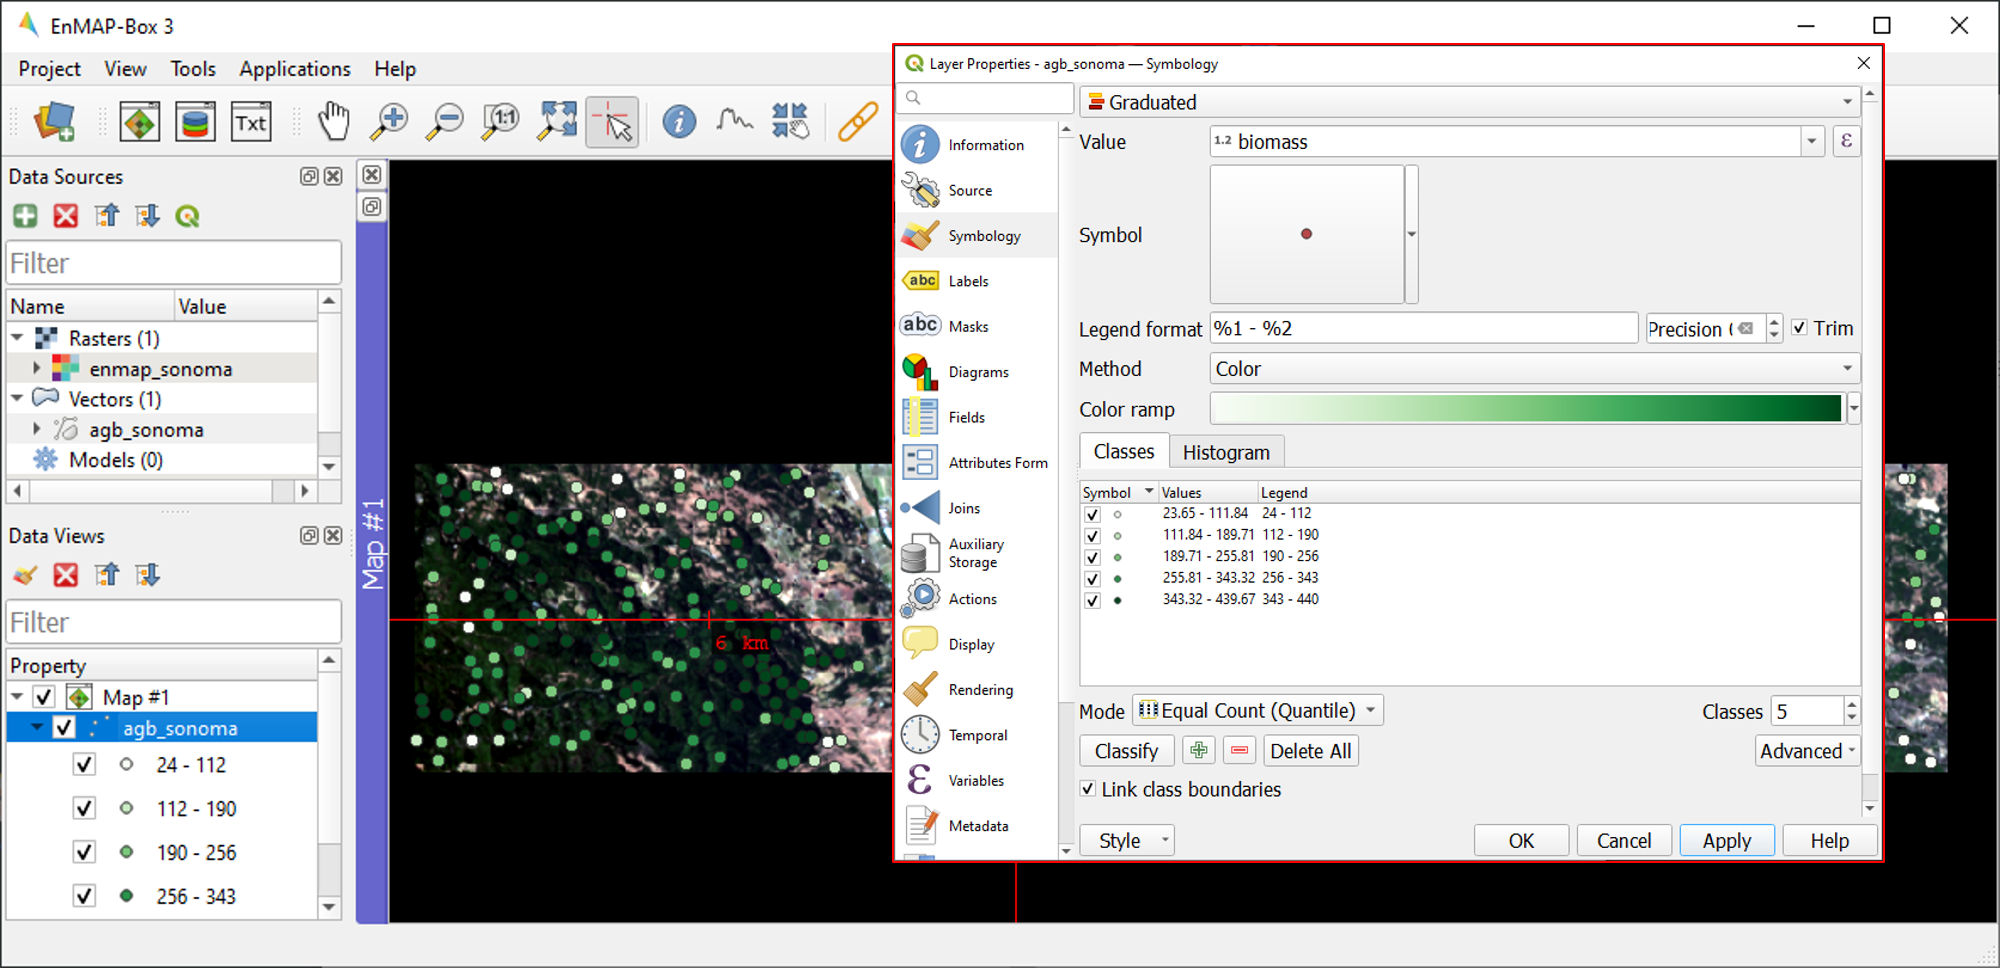 EnMAP-Box 3
Project View Tools Applications Help
1:1
Txt
Data Sources
Filter
Name Value
Rasters (1)
enmap_sonoma
Vectors (1)
agb_sonoma
Models (0)
Data Views
Filter
Property
Map #1
agb_sonoma
24 - 112
112 - 190
190 - 256
256 - 343
Map #1
6 km
Layer Properties - agb_sonoma — Symbology
Information
Source
Symbology
abc Labels
abc Masks
Diagrams
Fields
Attributes Form
Joins
Auxiliary
Storage
Actions
Display
Rendering
Temporal
ε Variables
Metadata
Graduated
Value 1.2 biomass ε
Symbol
Legend format %1 - %2 Precision Trim
Method Color
Color ramp
Classes Histogram
Symbol Values Legend
23.65 - 111.84 24 - 112
111.84 - 189.71 112 - 190
189.71 - 255.81 190 - 256
255.81 - 343.32 256 - 343
343.32 - 439.67 343 - 440
Mode Equal Count (Quantile) Classes 5
Classify Delete All Advanced
Link class boundaries
Style OK Cancel Apply Help